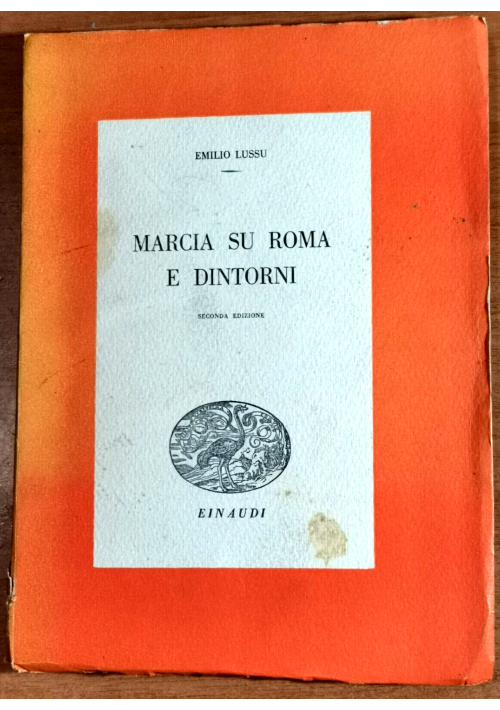 EMILIO LUSSU
MARCIA SU ROMA
E DINTORNI
SECONDA EDIZIONE
EINAUDI